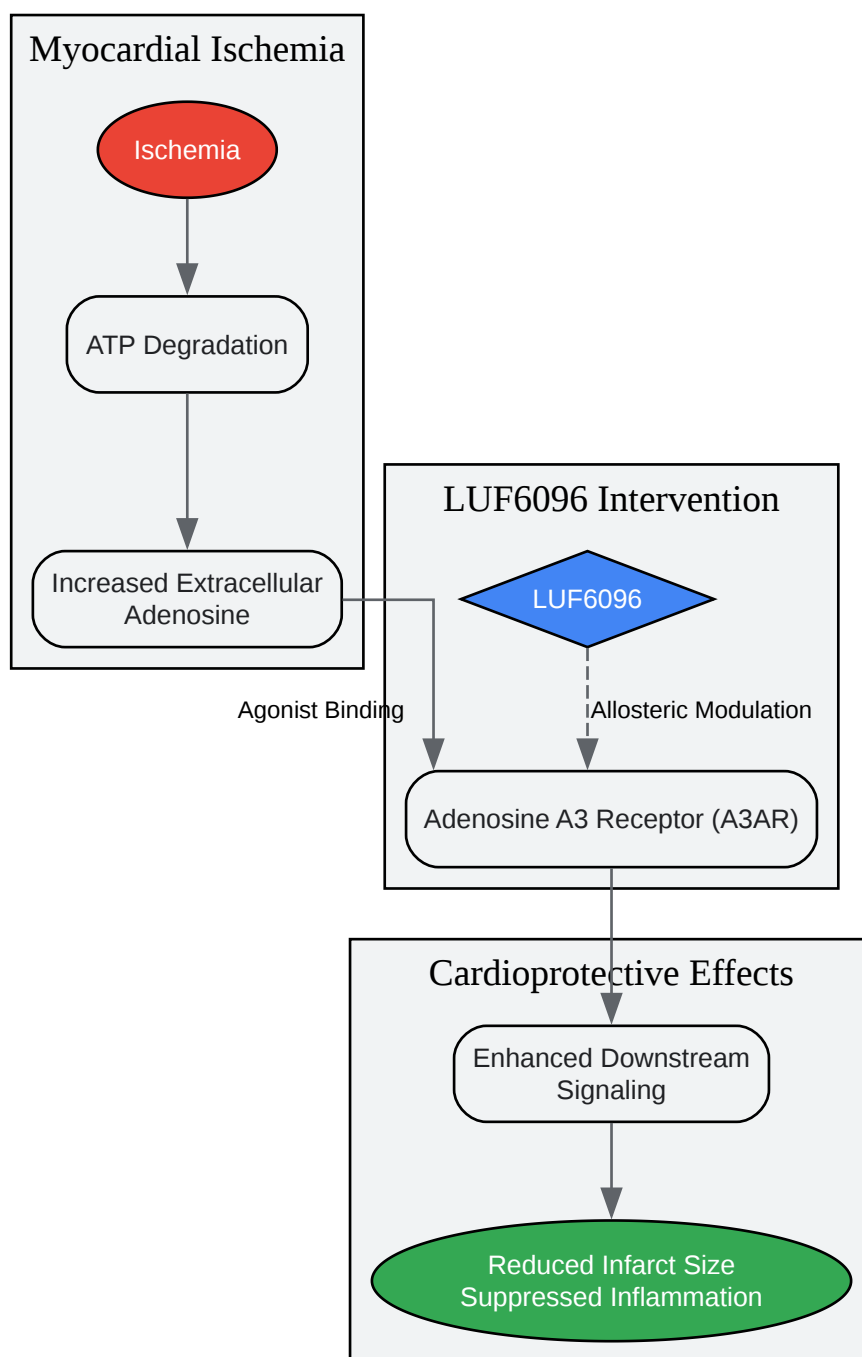 Myocardial Ischemia
Ischemia
ATP Degradation
Increased Extracellular
Adenosine
LUF6096 Intervention
LUF6096
Agonist Binding
Allosteric Modulation
Adenosine A3 Receptor (A3AR)
Cardioprotective Effects
Enhanced Downstream
Signaling
Reduced Infarct Size
Suppressed Inflammation